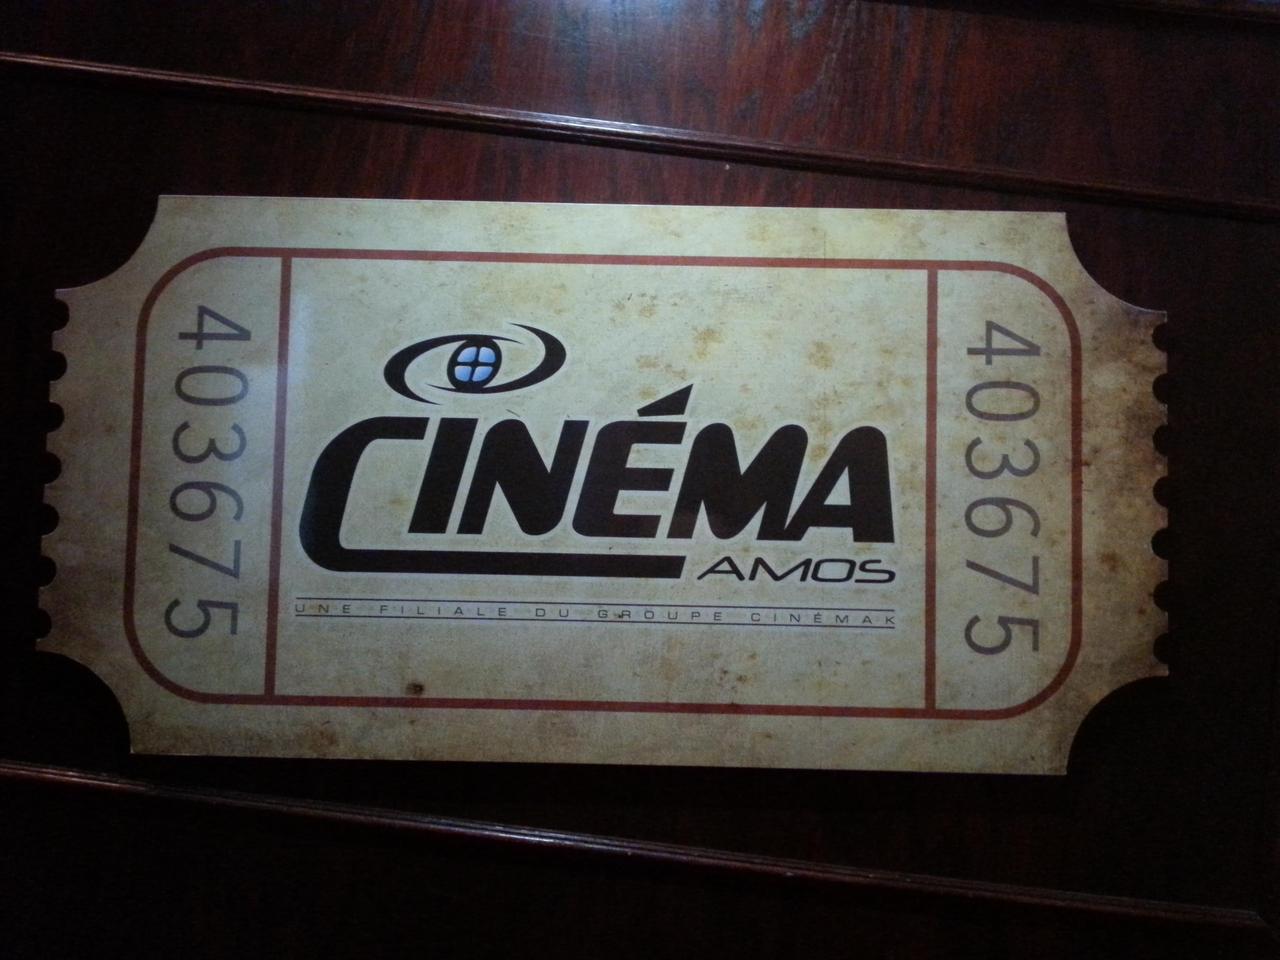 403675
CINÉMA
AMOS
UNE FILIALE DU GROUPE CINÉMAK
403675